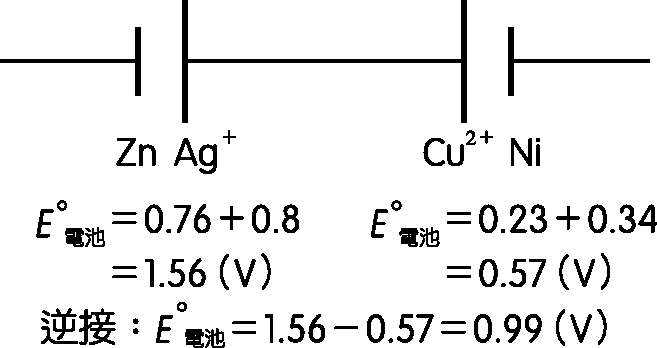 Zn Ag⁺ Cu²⁺ Ni
E°電池＝0.76＋0.8 E°電池＝0.23＋0.34
＝1.56（V） ＝0.57（V）
逆接：E°電池＝1.56－0.57＝0.99（V）